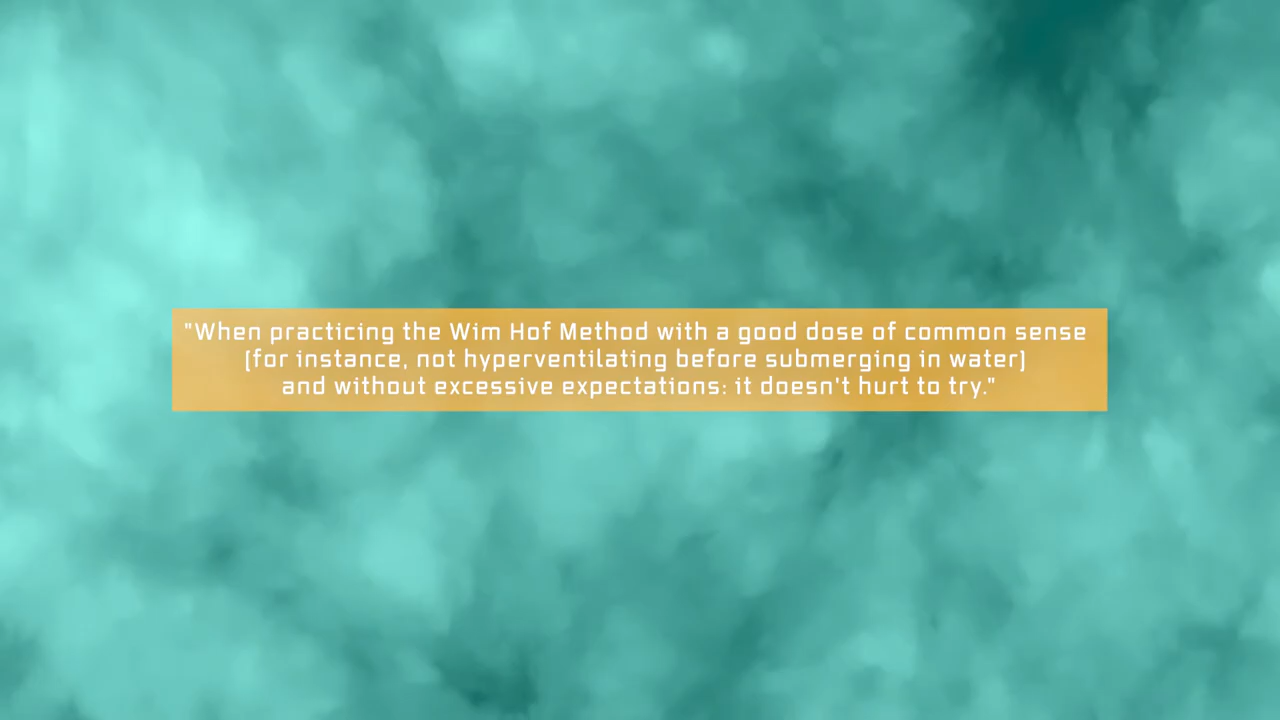 "When practicing the Wim Hof Method with a good dose of common sense
(for instance, not hyperventilating before submerging in water)
and without excessive expectations: it doesn't hurt to try."